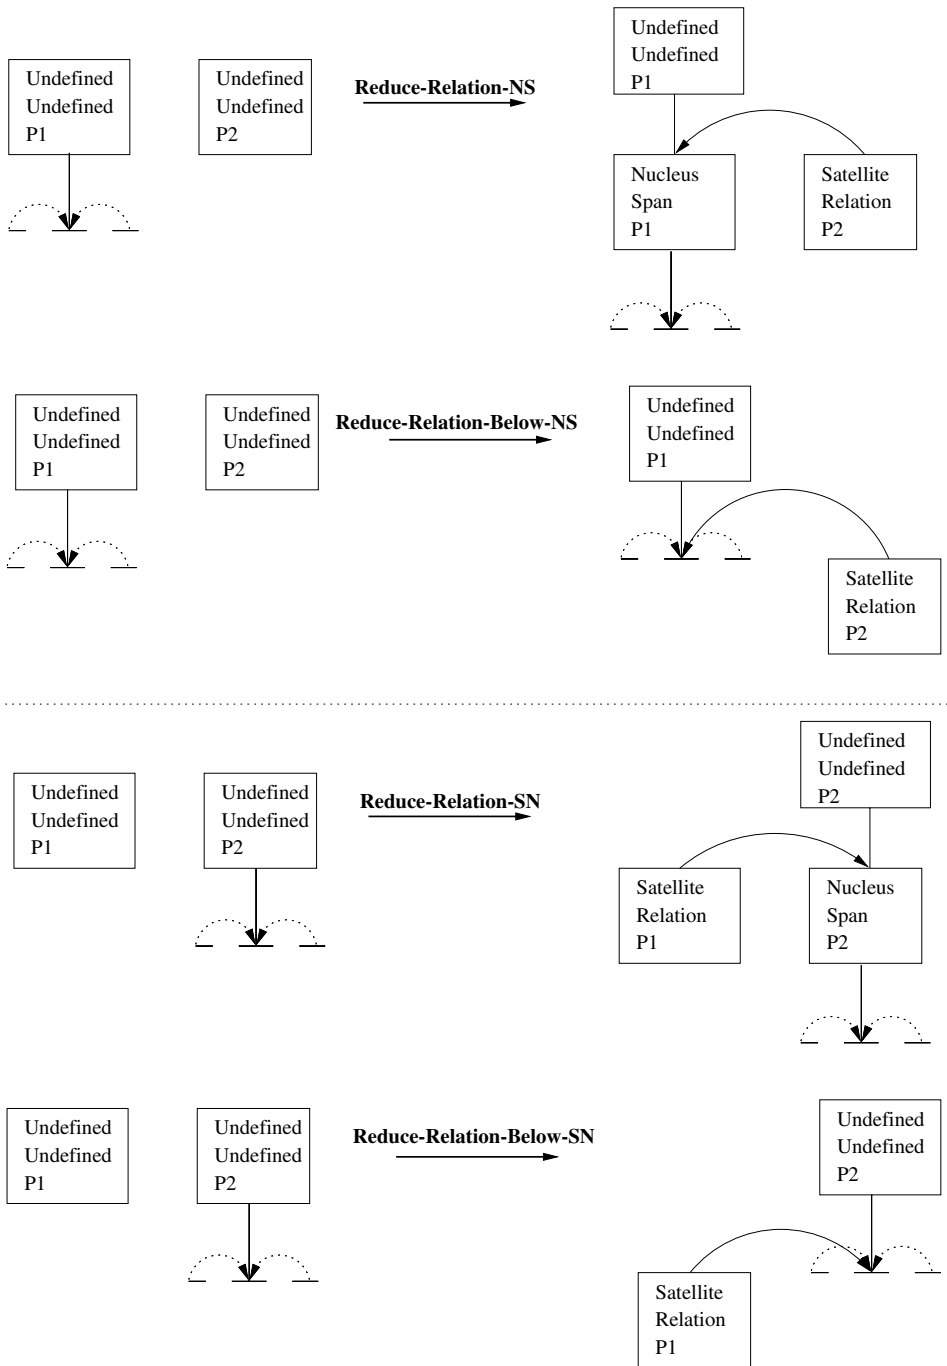 Undefined
Undefined
P1
Undefined
Undefined
P2
Reduce-Relation-NS
Undefined
Undefined
P1
Nucleus
Span
P1
Satellite
Relation
P2
Undefined
Undefined
P1
Undefined
Undefined
P2
Reduce-Relation-Below-NS
Undefined
Undefined
P1
Satellite
Relation
P2
Undefined
Undefined
P1
Undefined
Undefined
P2
Reduce-Relation-SN
Undefined
Undefined
P2
Satellite
Relation
P1
Nucleus
Span
P2
Undefined
Undefined
P1
Undefined
Undefined
P2
Reduce-Relation-Below-SN
Undefined
Undefined
P2
Satellite
Relation
P1